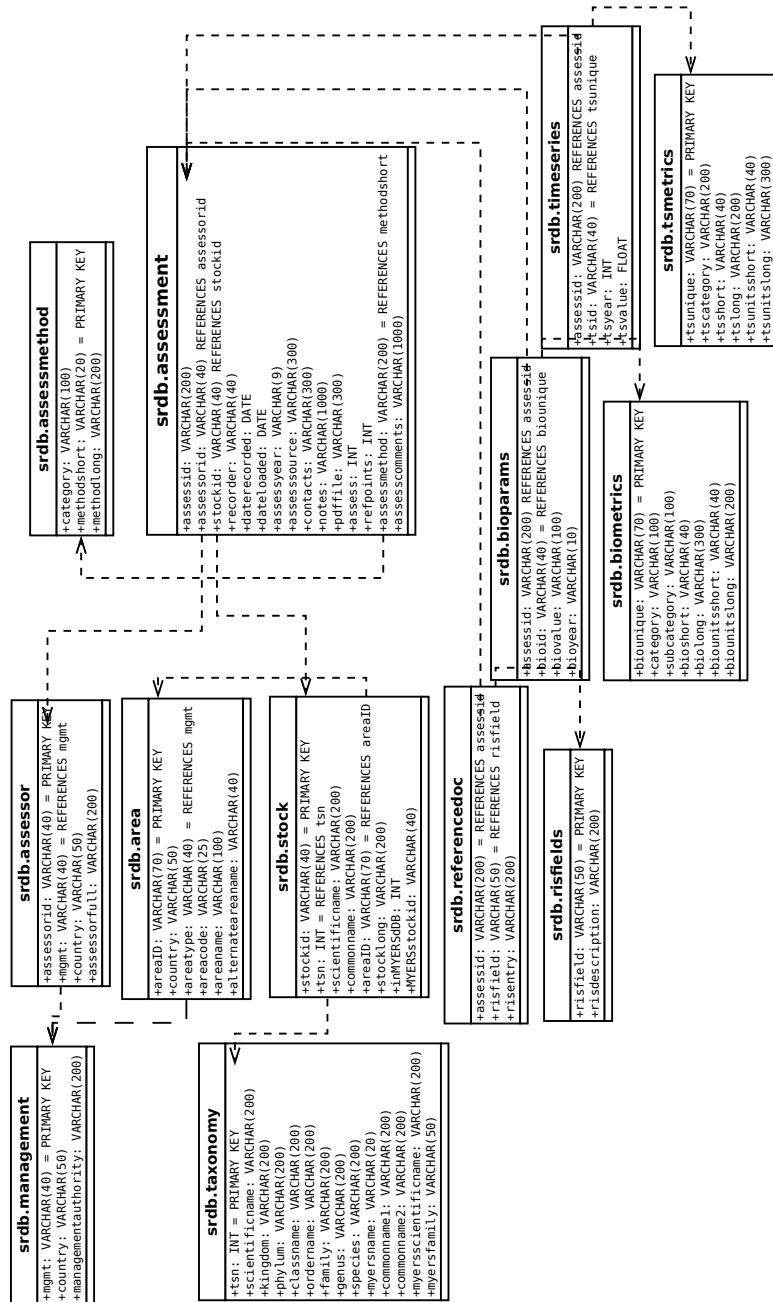 srdb.management
+mgmt: VARCHAR(40) = PRIMARY KEY
+country: VARCHAR(50)
+managementauthority: VARCHAR(200)
srdb.assessor
+assessorid: VARCHAR(40) = PRIMARY KEY
+mgmt: VARCHAR(40) = REFERENCES mgmt
+country: VARCHAR(50)
+assessorfull: VARCHAR(200)
srdb.assessmethod
+category: VARCHAR(100)
+methodshort: VARCHAR(20) = PRIMARY KEY
+methodlong: VARCHAR(200)
srdb.area
+areaID: VARCHAR(70) = PRIMARY KEY
+country: VARCHAR(50)
+areatype: VARCHAR(40) = REFERENCES mgmt
+areacode: VARCHAR(25)
+areaname: VARCHAR(100)
+alternateareaname: VARCHAR(40)
srdb.assessment
+assessid: VARCHAR(200)
+assessorid: VARCHAR(40) REFERENCES assessorid
+stockid: VARCHAR(40) REFERENCES stockid
+recorder: VARCHAR(40)
+daterecorded: DATE
+dateloaded: DATE
+assessyear: VARCHAR(9)
+assesssource: VARCHAR(300)
+contacts: VARCHAR(300)
+notes: VARCHAR(1000)
+pdffile: VARCHAR(300)
+assess: INT
+refpoints: INT
+assessmethod: VARCHAR(200) = REFERENCES methodshort
+assesscomments: VARCHAR(1000)
srdb.taxonomy
+tsn: INT = PRIMARY KEY
+scientificname: VARCHAR(200)
+kingdom: VARCHAR(200)
+phylum: VARCHAR(200)
+classname: VARCHAR(200)
+ordername: VARCHAR(200)
+family: VARCHAR(200)
+genus: VARCHAR(200)
+species: VARCHAR(200)
+myersname: VARCHAR(20)
+commonname1: VARCHAR(200)
+commonname2: VARCHAR(200)
+myersscientificname: VARCHAR(200)
+myersfamily: VARCHAR(50)
srdb.stock
+stockid: VARCHAR(40) = PRIMARY KEY
+tsn: INT = REFERENCES tsn
+scientificname: VARCHAR(200)
+commonname: VARCHAR(200)
+areaID: VARCHAR(70) = REFERENCES areaID
+stocklong: VARCHAR(200)
+inMYERSdDB: INT
+MYERSstockid: VARCHAR(40)
srdb.referencedoc
+assessid: VARCHAR(200) = REFERENCES assessid
+risfield: VARCHAR(50) = REFERENCES risfield
+risentry: VARCHAR(200)
srdb.bioparams
+assessid: VARCHAR(200) REFERENCES assessid
+bioid: VARCHAR(40) = REFERENCES biounique
+biovalue: VARCHAR(100)
+bioyear: VARCHAR(10)
srdb.timeseries
+assessid: VARCHAR(200) REFERENCES assessid
+tsid: VARCHAR(40) = REFERENCES tsunique
+tsyear: INT
+tsvalue: FLOAT
srdb.risfields
+risfield: VARCHAR(50) = PRIMARY KEY
+risdescription: VARCHAR(200)
srdb.biometrics
+biounique: VARCHAR(70) = PRIMARY KEY
+category: VARCHAR(100)
+subcategory: VARCHAR(100)
+bioshort: VARCHAR(40)
+biolong: VARCHAR(300)
+biounitsshort: VARCHAR(40)
+biounitslong: VARCHAR(200)
srdb.tsmetrics
+tsunique: VARCHAR(70) = PRIMARY KEY
+tscategory: VARCHAR(200)
+tsshort: VARCHAR(40)
+tslong: VARCHAR(200)
+tsunitsshort: VARCHAR(40)
+tsunitslong: VARCHAR(300)